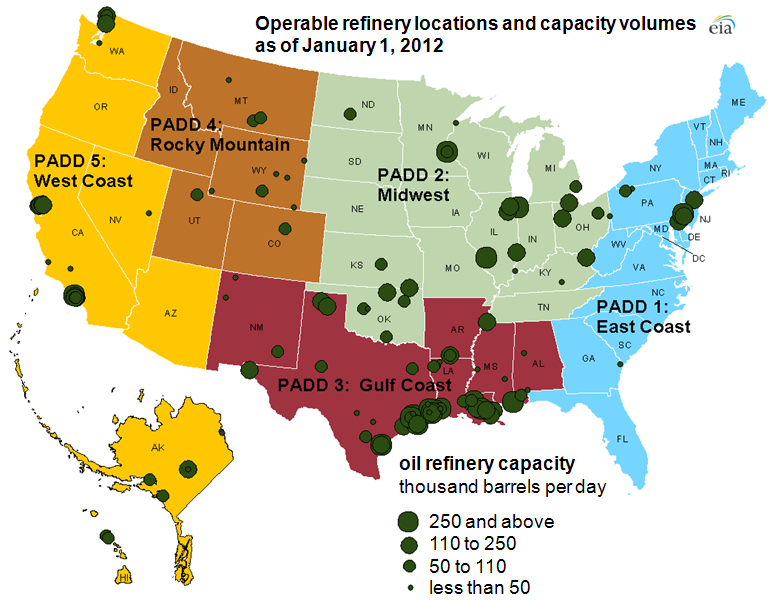 Operable refinery locations and capacity volumes
as of January 1, 2012
eia
WA
OR
ID
MT
ND
MN
ME
VT
NH
PADD 4:
Rocky Mountain
PADD 5:
West Coast
SD
WI
MI
NY
MA
CT
RI
WY
PADD 2:
Midwest
NV
UT
NE
IA
PA
NJ
CA
CO
IL
IN
OH
MD
DE
WV
DC
KS
MO
KY
VA
AZ
NM
OK
TN
NC
PADD 1:
East Coast
AR
SC
PADD 3: Gulf Coast
LA
MS
AL
GA
FL
AK
HI
oil refinery capacity
thousand barrels per day
250 and above
110 to 250
50 to 110
less than 50